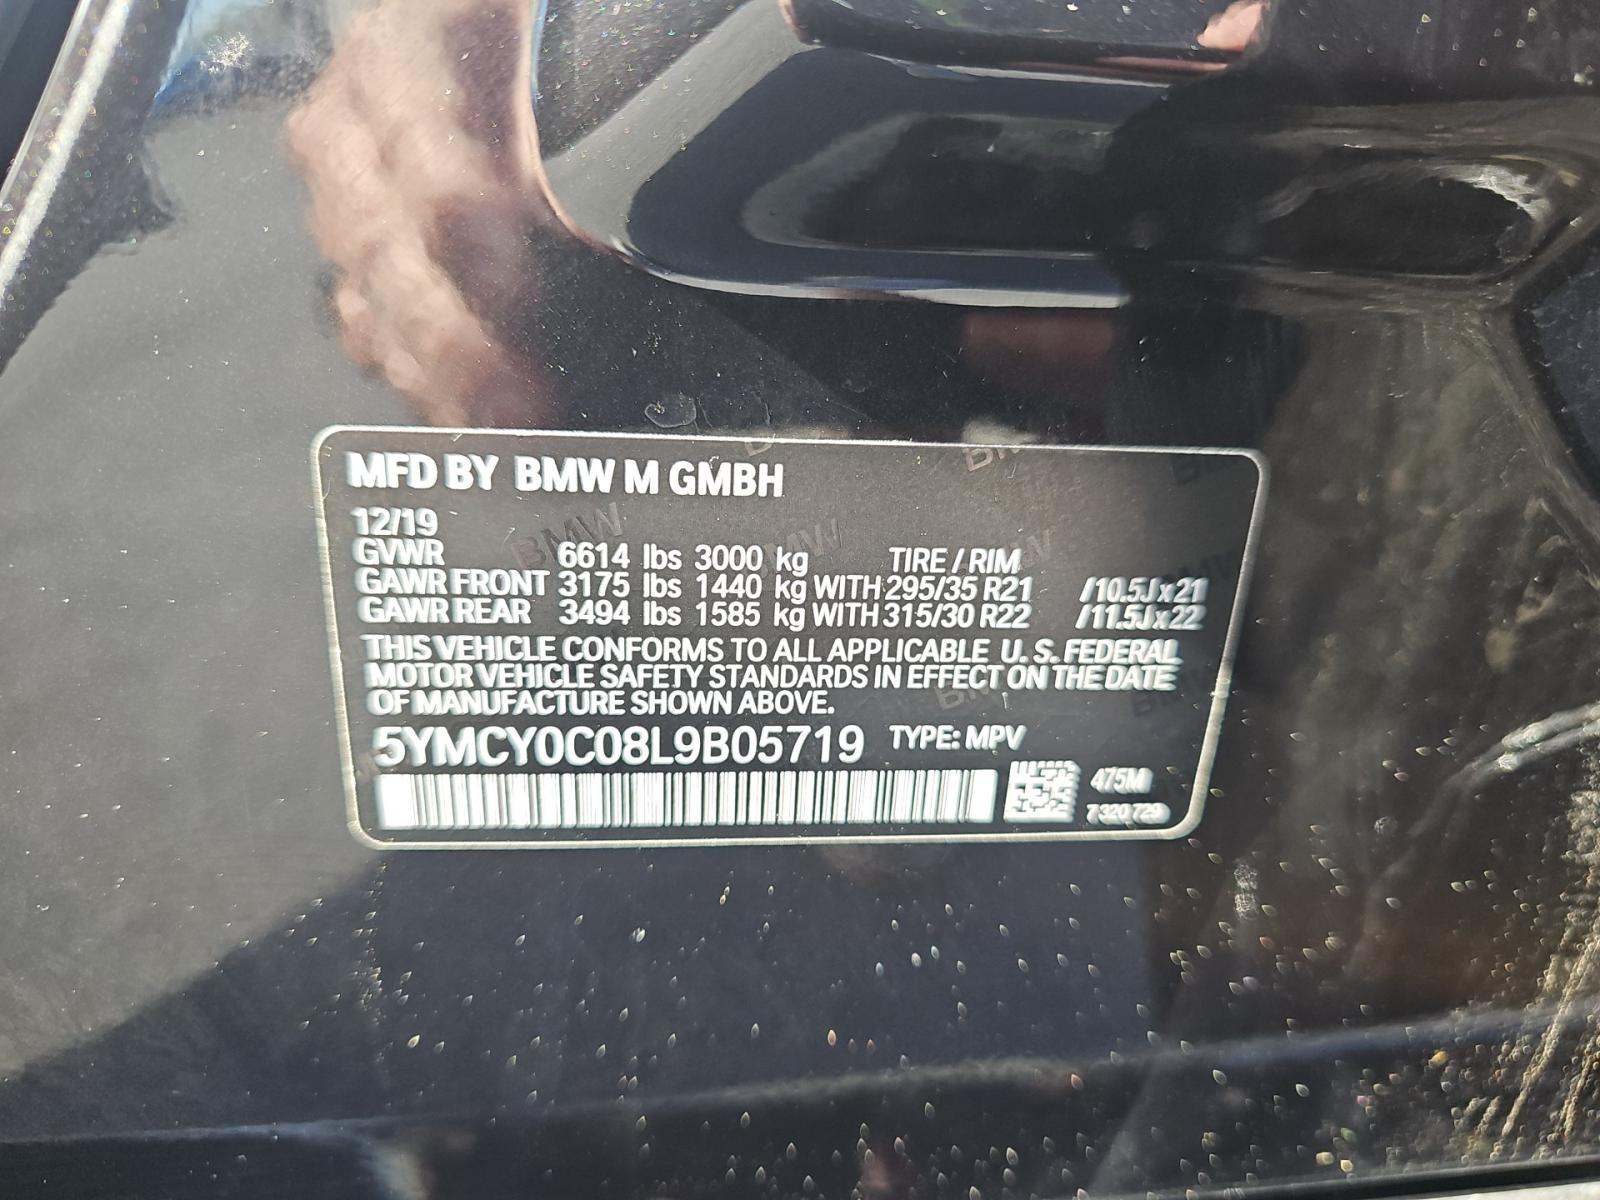 MFD BY BMW M GMBH
12/19
GVWR 6614 lbs 3000 kg TIRE / RIM
GAWR FRONT 3175 lbs 1440 kg WITH 295/35 R21 /10.5Jx21
GAWR REAR 3494 lbs 1585 kg WITH 315/30 R22 /11.5Jx22
THIS VEHICLE CONFORMS TO ALL APPLICABLE U. S. FEDERAL
MOTOR VEHICLE SAFETY STANDARDS IN EFFECT ON THE DATE
OF MANUFACTURE SHOWN ABOVE.
5YMCY0C08L9B05719 TYPE: MPV
475M
7320729